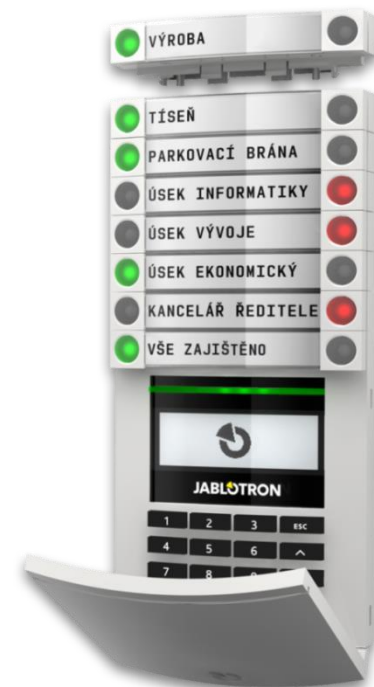 VÝROBA
TÍSEŇ
PARKOVACÍ BRÁNA
ÚSEK INFORMATIKY
ÚSEK VÝVOJE
ÚSEK EKONOMICKÝ
KANCELÁŘ ŘEDITELE
VŠE ZAJIŠTĚNO
JABLOTRON
1 2 3 ESC
4 5 6 ^
7 8